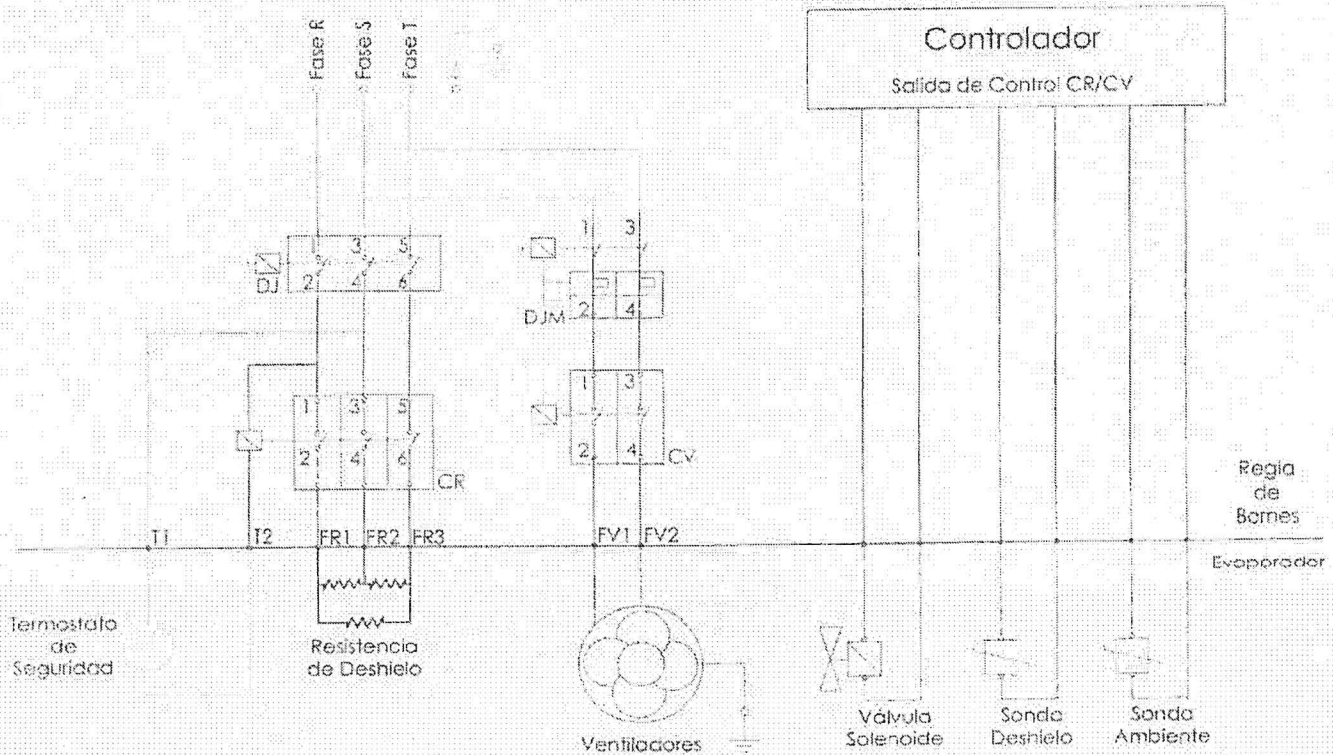 Fase R
Fase S
Fase T
Controlador
Salida de Control CR/CV
1
3
3
5
DJ
2
4
6
DJM
2
4
1
3
5
1
3
2
4
6
CR
2
4
CV
Regla
de
Bornes
T1
T2
FR1
FR2
FR3
FV1
FV2
Evaporador
Termostato
de
Seguridad
Resistencia
de Deshielo
Ventiladores
Válvula
Solenoide
Sonda
Deshielo
Sonda
Ambiente